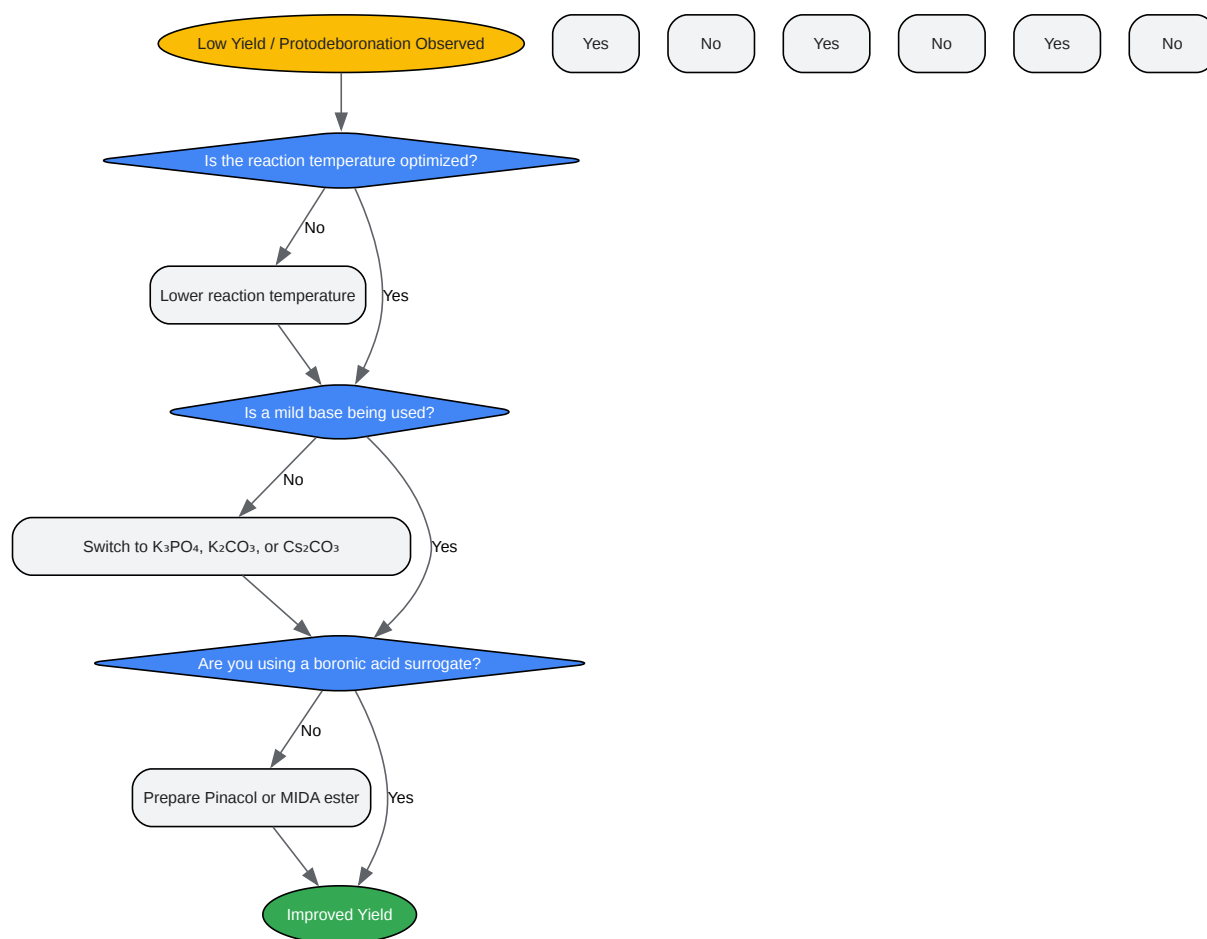 Low Yield / Protodeboronation Observed
Yes
No
Yes
No
Yes
No
Is the reaction temperature optimized?
No
Lower reaction temperature
Yes
Is a mild base being used?
No
Switch to K₃PO₄, K₂CO₃, or Cs₂CO₃
Yes
Are you using a boronic acid surrogate?
No
Prepare Pinacol or MIDA ester
Yes
Improved Yield